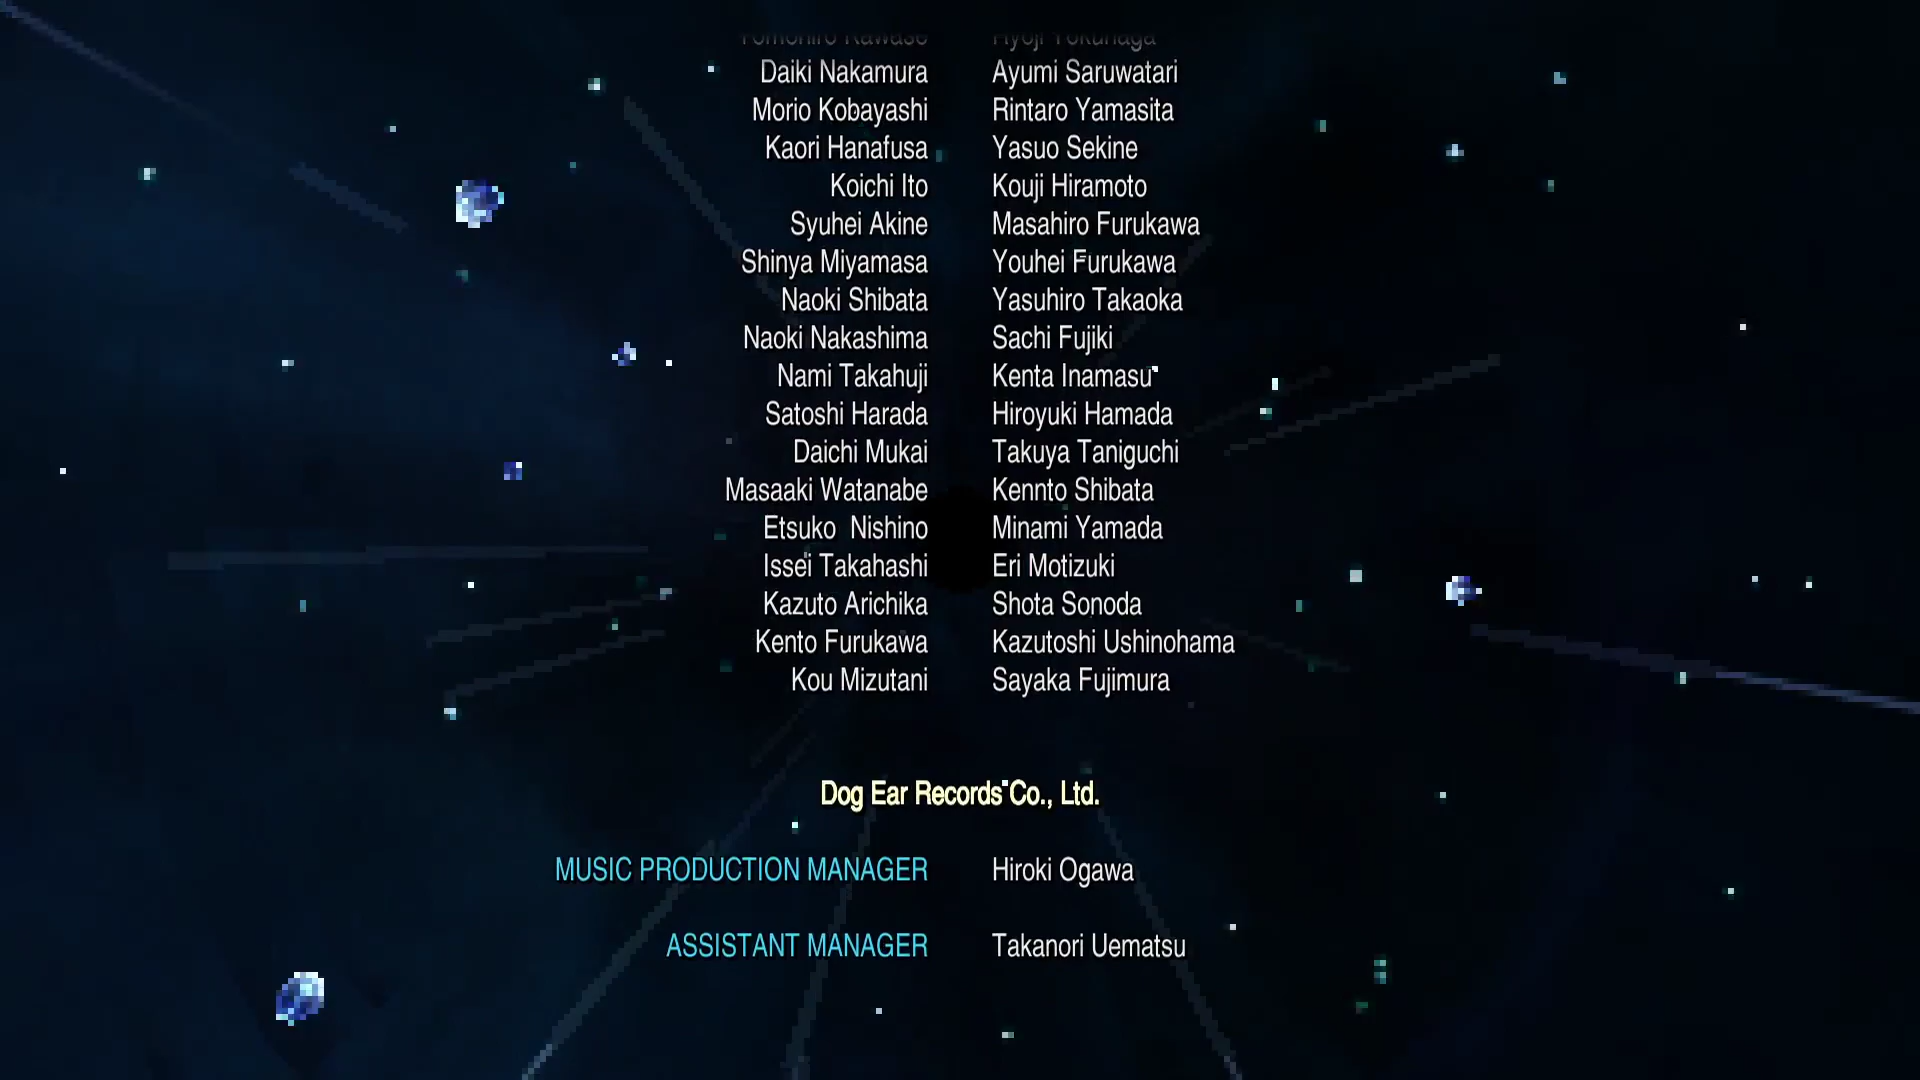 Tomohiro Kawase Ryoji Tokunaga
Daiki Nakamura Ayumi Saruwatari
Morio Kobayashi Rintaro Yamasita
Kaori Hanafusa Yasuo Sekine
Koichi Ito Kouji Hiramoto
Syuhei Akine Masahiro Furukawa
Shinya Miyamasa Youhei Furukawa
Naoki Shibata Yasuhiro Takaoka
Naoki Nakashima Sachi Fujiki
Nami Takahuji Kenta Inamasu
Satoshi Harada Hiroyuki Hamada
Daichi Mukai Takuya Taniguchi
Masaaki Watanabe Kennto Shibata
Etsuko Nishino Minami Yamada
Issei Takahashi Eri Motizuki
Kazuto Arichika Shota Sonoda
Kento Furukawa Kazutoshi Ushinohama
Kou Mizutani Sayaka Fujimura
Dog Ear Records Co., Ltd.
MUSIC PRODUCTION MANAGER Hiroki Ogawa
ASSISTANT MANAGER Takanori Uematsu